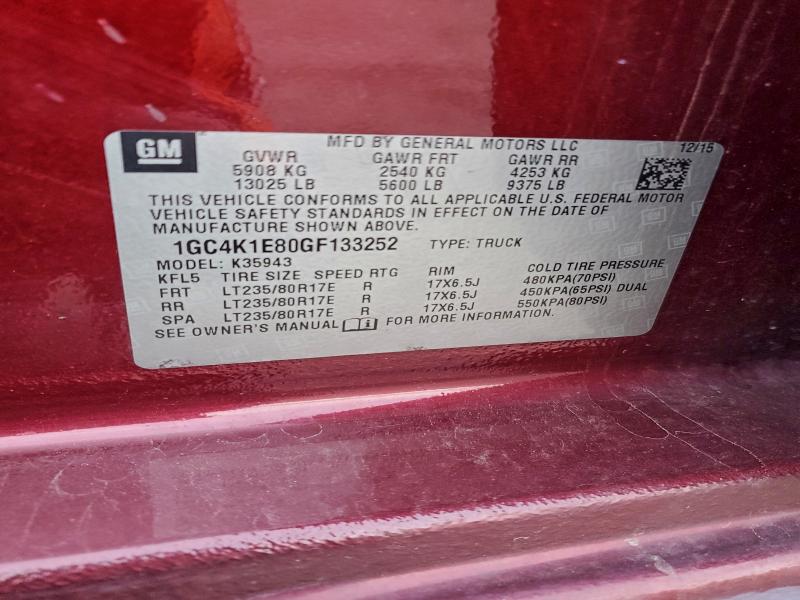 GM MFD BY GENERAL MOTORS LLC 12/15
GVWR GAWR FRT GAWR RR
5908 KG 2540 KG 4253 KG
13025 LB 5600 LB 9375 LB
THIS VEHICLE CONFORMS TO ALL APPLICABLE U.S. FEDERAL MOTOR
VEHICLE SAFETY STANDARDS IN EFFECT ON THE DATE OF
MANUFACTURE SHOWN ABOVE.
1GC4K1E80GF133252 TYPE: TRUCK
MODEL: K35943
KFL5 TIRE SIZE SPEED RTG RIM COLD TIRE PRESSURE
FRT LT235/80R17E R 17X6.5J 480KPA(70PSI)
RR LT235/80R17E R 17X6.5J 450KPA(65PSI) DUAL
SPA LT235/80R17E R 17X6.5J 550KPA(80PSI)
SEE OWNER'S MANUAL FOR MORE INFORMATION.